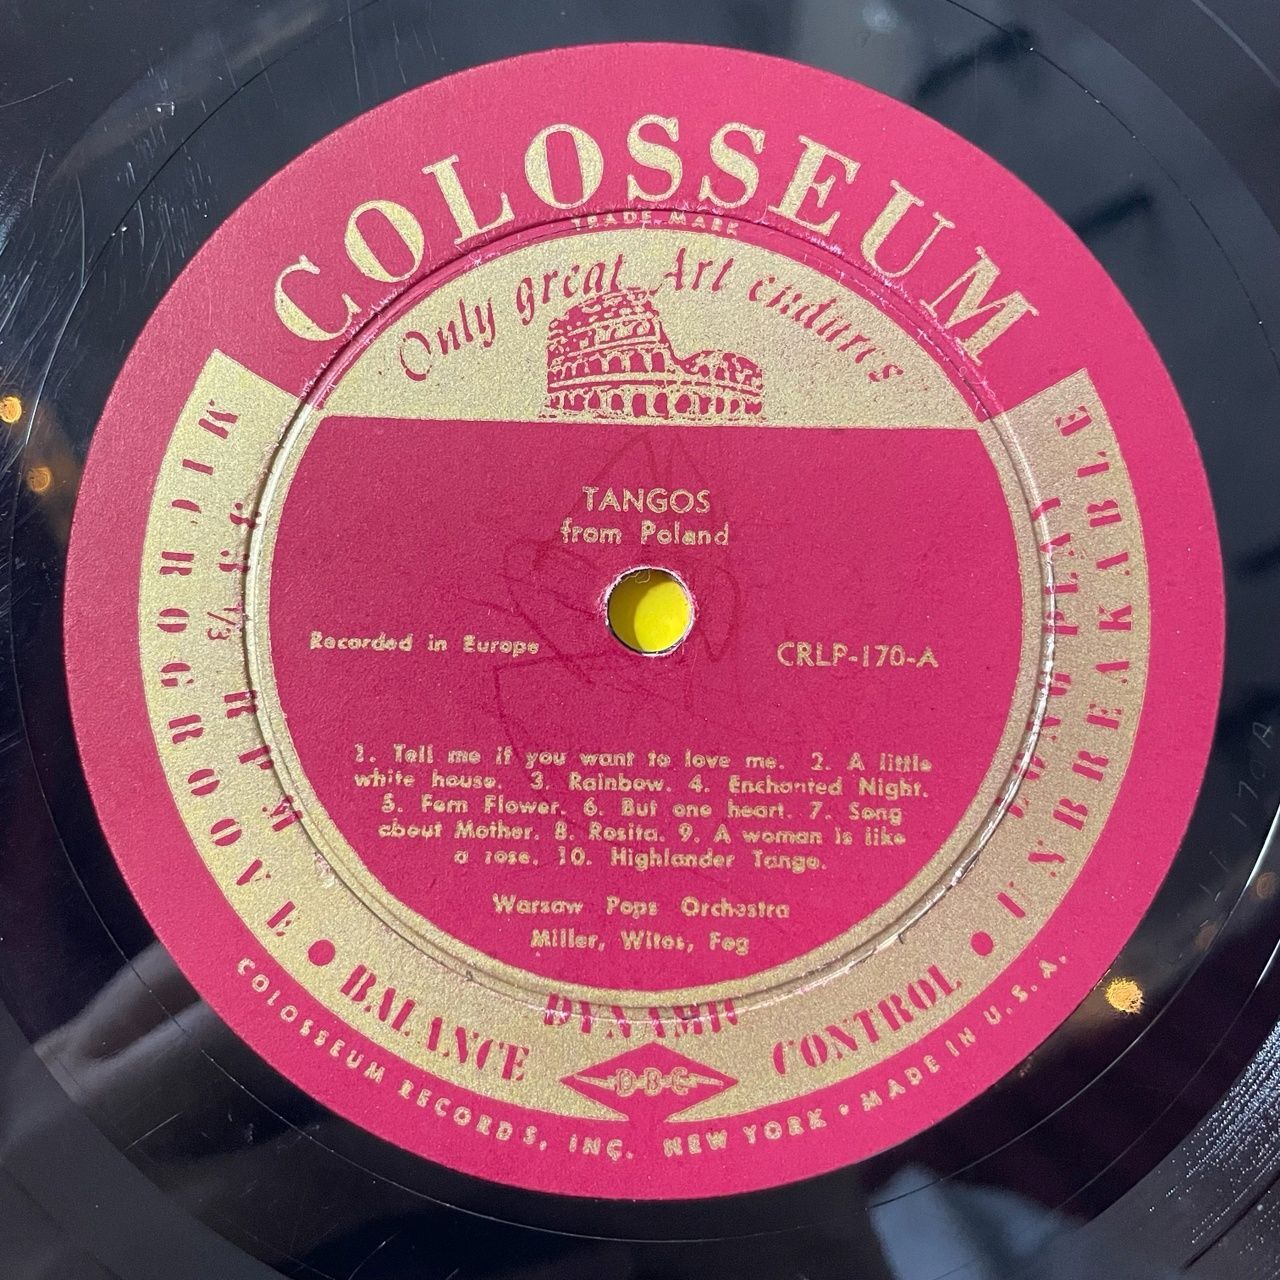 COLOSSEUM
TRADE MARK
Only great Art endures
TANGOS
from Poland
Recorded in Europe
CRLP-170-A
1. Tell me if you want to love me. 2. A little
white house. 3. Rainbow. 4. Enchanted Night.
5. Fern Flower. 6. But one heart. 7. Song
about Mother. 8. Rosita. 9. A woman is like
a rose. 10. Highlander Tango.
Warsaw Pops Orchestra
Miller, Witos, Fog
MICROGROOVE
33 1/3 RPM
LONG PLAY
UNBREAKABLE
BALANCE
DYNAMIC
CONTROL
D·B·C
COLOSSEUM RECORDS, INC. NEW YORK • MADE IN U.S.A.